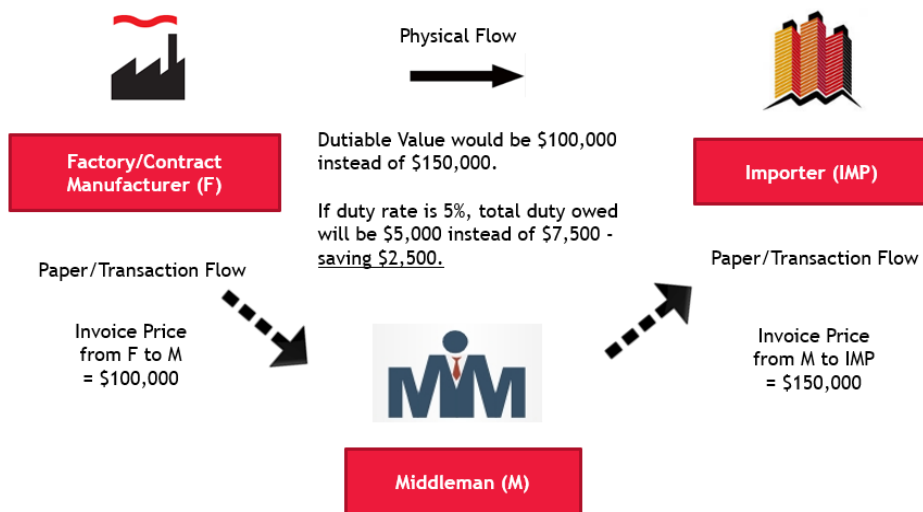 Physical Flow
Factory/Contract
Manufacturer (F)
Dutiable Value would be $100,000
instead of $150,000.
If duty rate is 5%, total duty owed
will be $5,000 instead of $7,500 -
saving $2,500.
Importer (IMP)
Paper/Transaction Flow
Invoice Price
from F to M
= $100,000
Paper/Transaction Flow
Invoice Price
from M to IMP
= $150,000
Middleman (M)